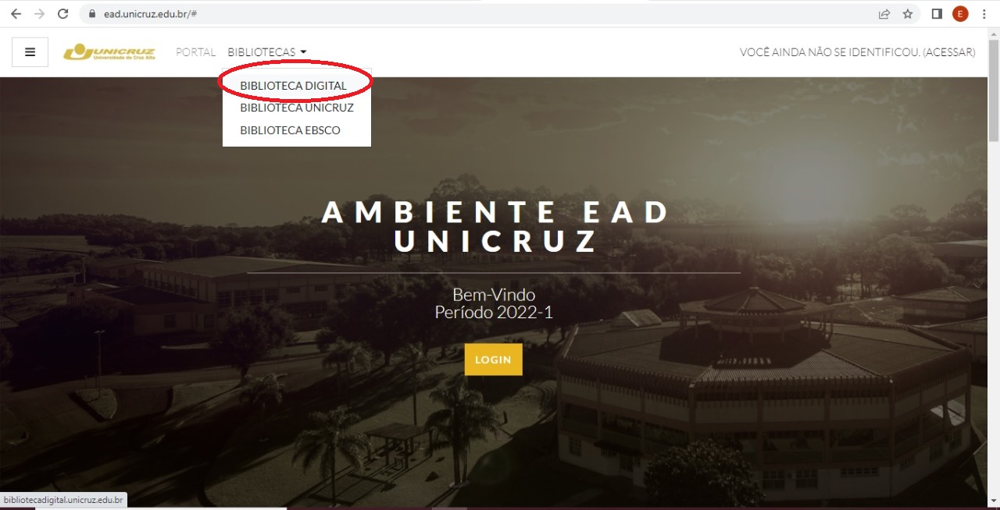 ead.unicruz.edu.br/#
E
UNICRUZ
Universidade de Cruz Alta
PORTAL
BIBLIOTECAS
VOCÊ AINDA NÃO SE IDENTIFICOU. (ACESSAR)
BIBLIOTECA DIGITAL
BIBLIOTECA UNICRUZ
BIBLIOTECA EBSCO
AMBIENTE EAD
UNICRUZ
Bem-Vindo
Período 2022-1
LOGIN
bibliotecadigital.unicruz.edu.br